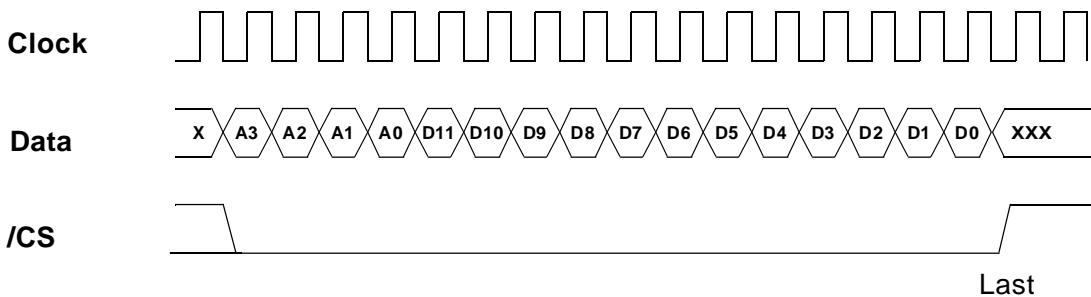 Clock
Data X A3 A2 A1 A0 D11 D10 D9 D8 D7 D6 D5 D4 D3 D2 D1 D0 XXX
/CS
Last